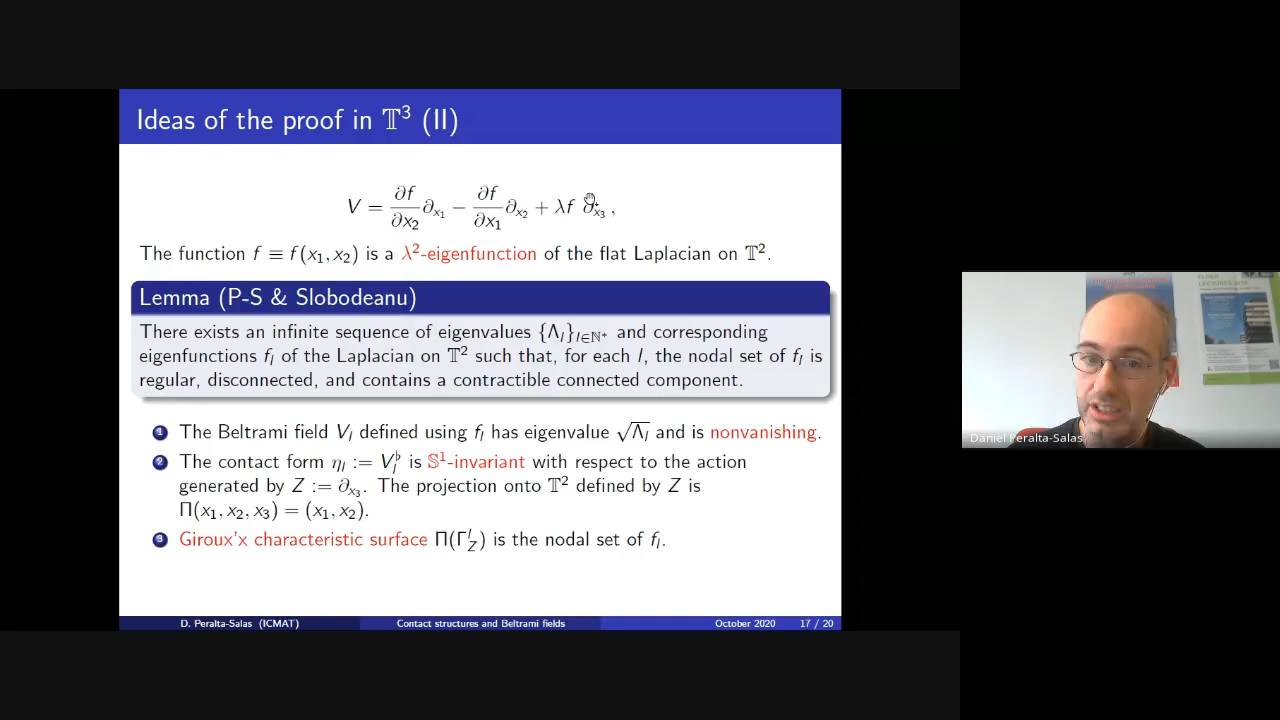 Ideas of the proof in 𝕋³ (II)
V = ∂f/∂x₂ ∂ₓ₁ − ∂f/∂x₁ ∂ₓ₂ + λf ∂ₓ₃ ,
The function f ≡ f(x₁, x₂) is a λ²-eigenfunction of the flat Laplacian on 𝕋².
Lemma (P-S & Slobodeanu)
There exists an infinite sequence of eigenvalues {Λₗ}ₗ∈ℕ* and corresponding
eigenfunctions fₗ of the Laplacian on 𝕋² such that, for each l, the nodal set of fₗ is
regular, disconnected, and contains a contractible connected component.
1 The Beltrami field Vₗ defined using fₗ has eigenvalue √Λₗ and is nonvanishing.
2 The contact form ηₗ := Vₗ♭ is 𝕊¹-invariant with respect to the action
generated by Z := ∂ₓ₃. The projection onto 𝕋² defined by Z is
Π(x₁, x₂, x₃) = (x₁, x₂).
3 Giroux'x characteristic surface Π(Γ_Z^l) is the nodal set of fₗ.
D. Peralta-Salas (ICMAT) Contact structures and Beltrami fields October 2020 17 / 20
Daniel Peralta-Salas